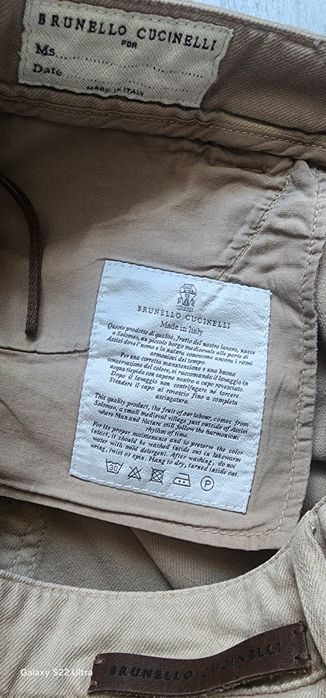 BRUNELLO CUCINELLI
FOR
Ms.....................
Date....................
MADE IN ITALY
BRUNELLO CUCINELLI
Made in Italy
Questo prodotto di qualità, frutto del nostro lavoro, nasce
a Solomeo, un piccolo borgo medioevale alle porte di
Assisi dove l'uomo e la natura conoscono ancora i ritmi
armoniosi del tempo.
Per una corretta manutenzione e una buona
conservazione del colore, si raccomanda il lavaggio in
acqua tiepida con sapone neutro a capo rovesciato.
Dopo il lavaggio non centrifugare né torcere.
Stendere il capo al rovescio fino a completa
asciugatura.
This quality product, the fruit of our labour, comes from
Solomeo, a small medieval village just outside of Assisi
where Man and Nature still follow the harmonious
rhythm of time.
For its proper maintenance and to preserve the color
intact, it should be washed inside out in lukewarm
water with mild detergent. After washing, do not
wring, twist or spin. Hang to dry, turned inside out.
30
P
BRUNELLO CUCINELLI
Galaxy S22 Ultra